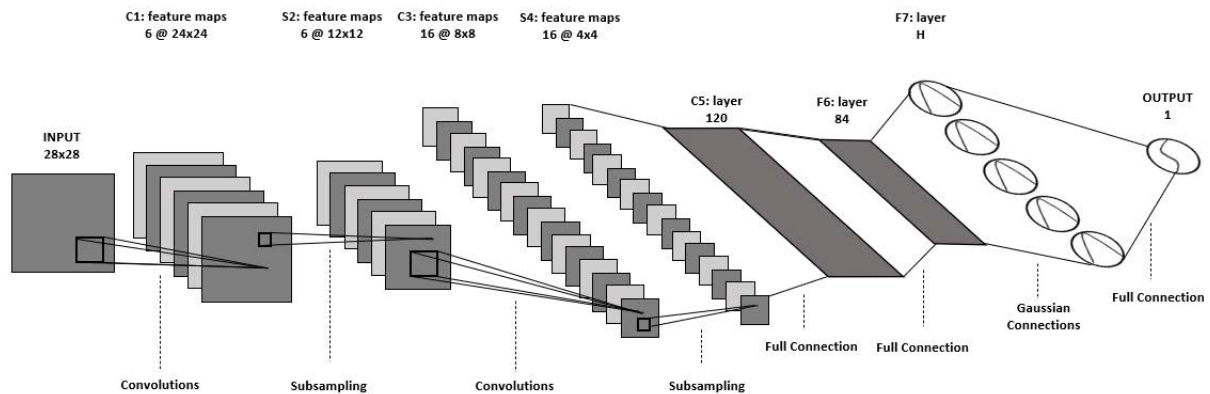 C1: feature maps
6 @ 24x24
S2: feature maps
6 @ 12x12
C3: feature maps
16 @ 8x8
S4: feature maps
16 @ 4x4
F7: layer
H
INPUT
28x28
C5: layer
120
F6: layer
84
OUTPUT
1
Convolutions
Subsampling
Convolutions
Subsampling
Full Connection
Full Connection
Gaussian
Connections
Full Connection